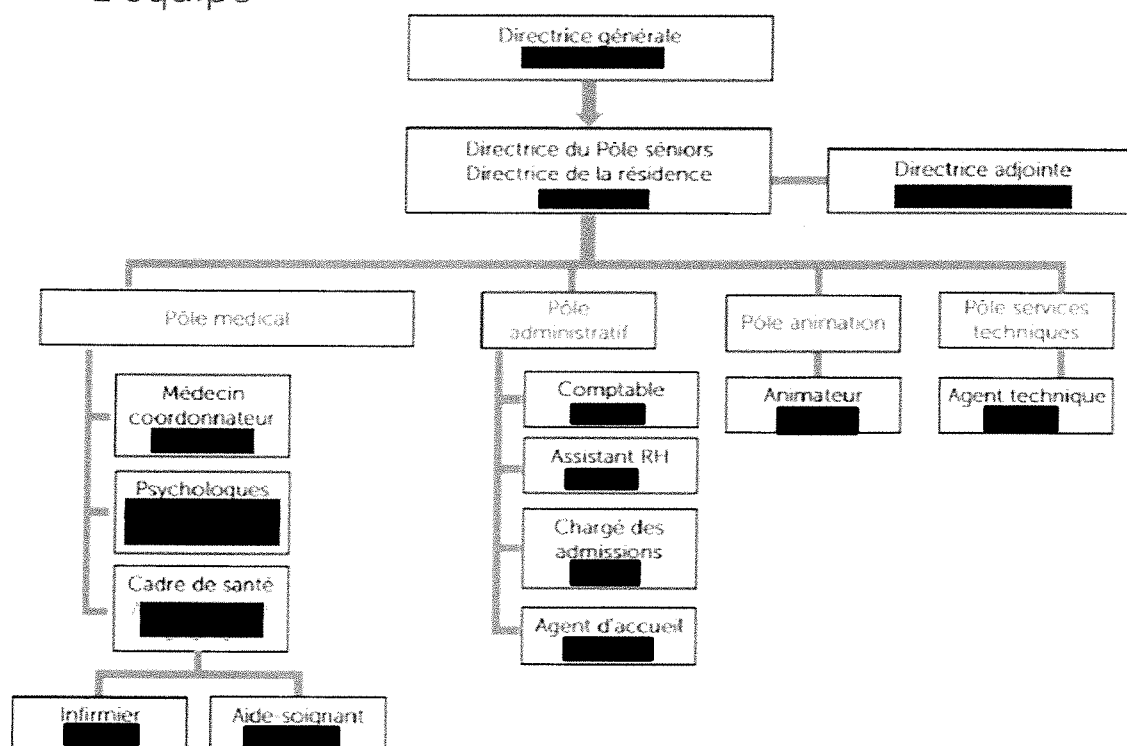 L'équipe
Directrice générale
Directrice du Pôle séniors
Directrice de la résidence
Directrice adjointe
Pôle médical
Pôle
administratif
Pôle animation
Pôle services
techniques
Médecin
coordonnateur
Psychologues
Cadre de santé
Infirmier
Aide-soignant
Comptable
Assistant RH
Chargé des
admissions
Agent d'accueil
Animateur
Agent technique